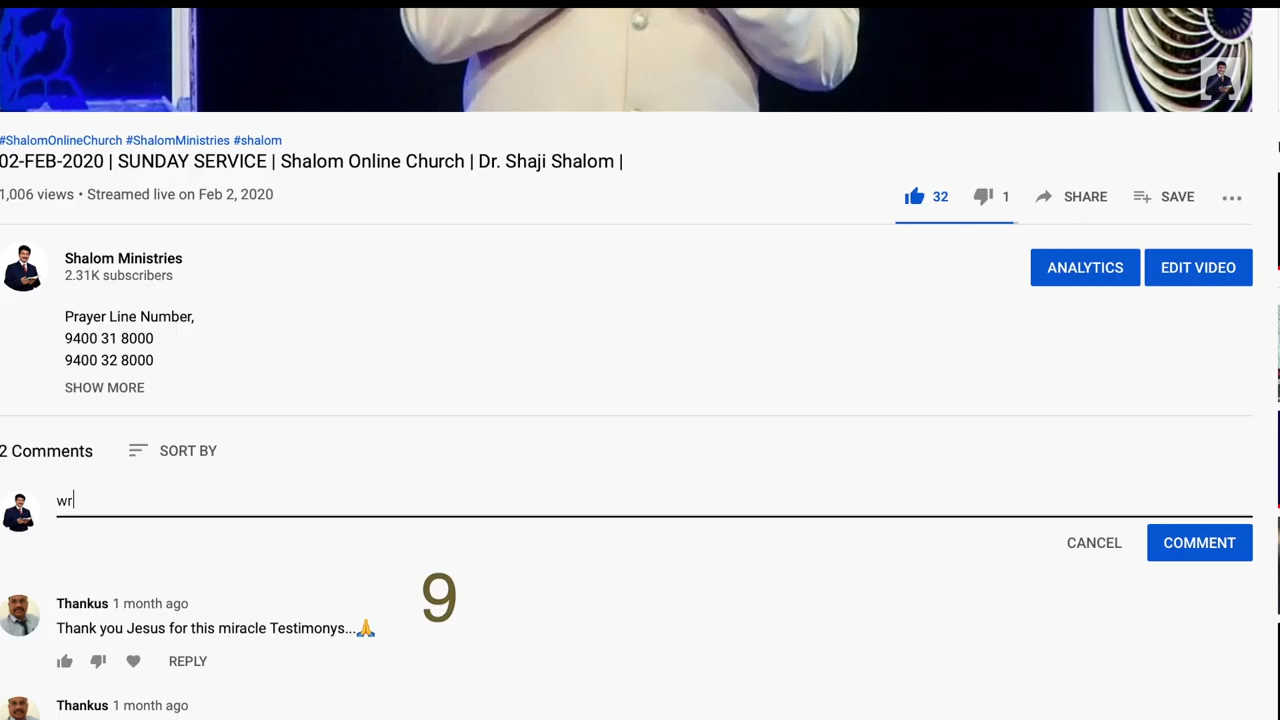 #ShalomOnlineChurch #ShalomMinistries #shalom
02-FEB-2020 | SUNDAY SERVICE | Shalom Online Church | Dr. Shaji Shalom |
1,006 views • Streamed live on Feb 2, 2020
32
1
SHARE
SAVE
Shalom Ministries
2.31K subscribers
ANALYTICS
EDIT VIDEO
Prayer Line Number,
9400 31 8000
9400 32 8000
SHOW MORE
2 Comments
SORT BY
wr
CANCEL
COMMENT
9
Thankus 1 month ago
Thank you Jesus for this miracle Testimonys...🙏
REPLY
Thankus 1 month ago